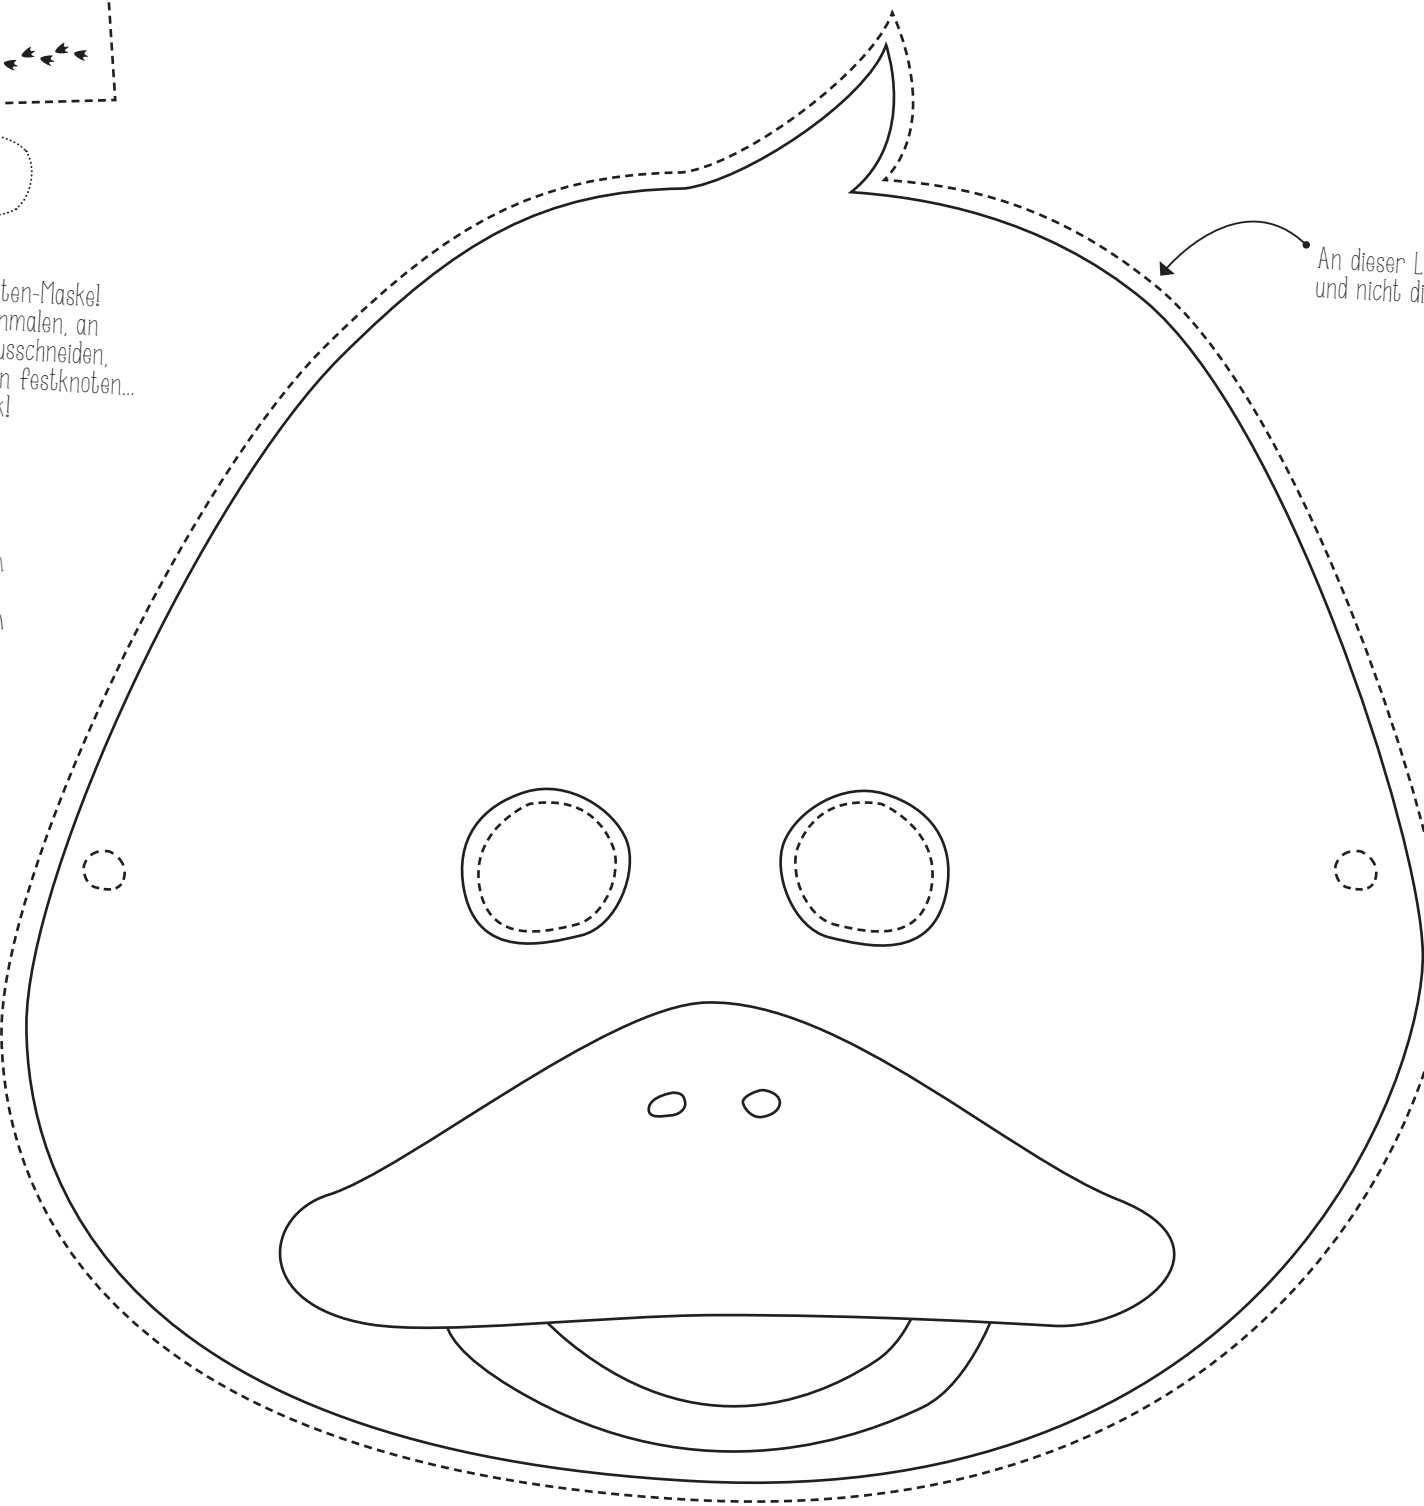 ten-Maske!
nmalen, an
usschneiden,
n festknoten...
k!
An dieser L
und nicht di